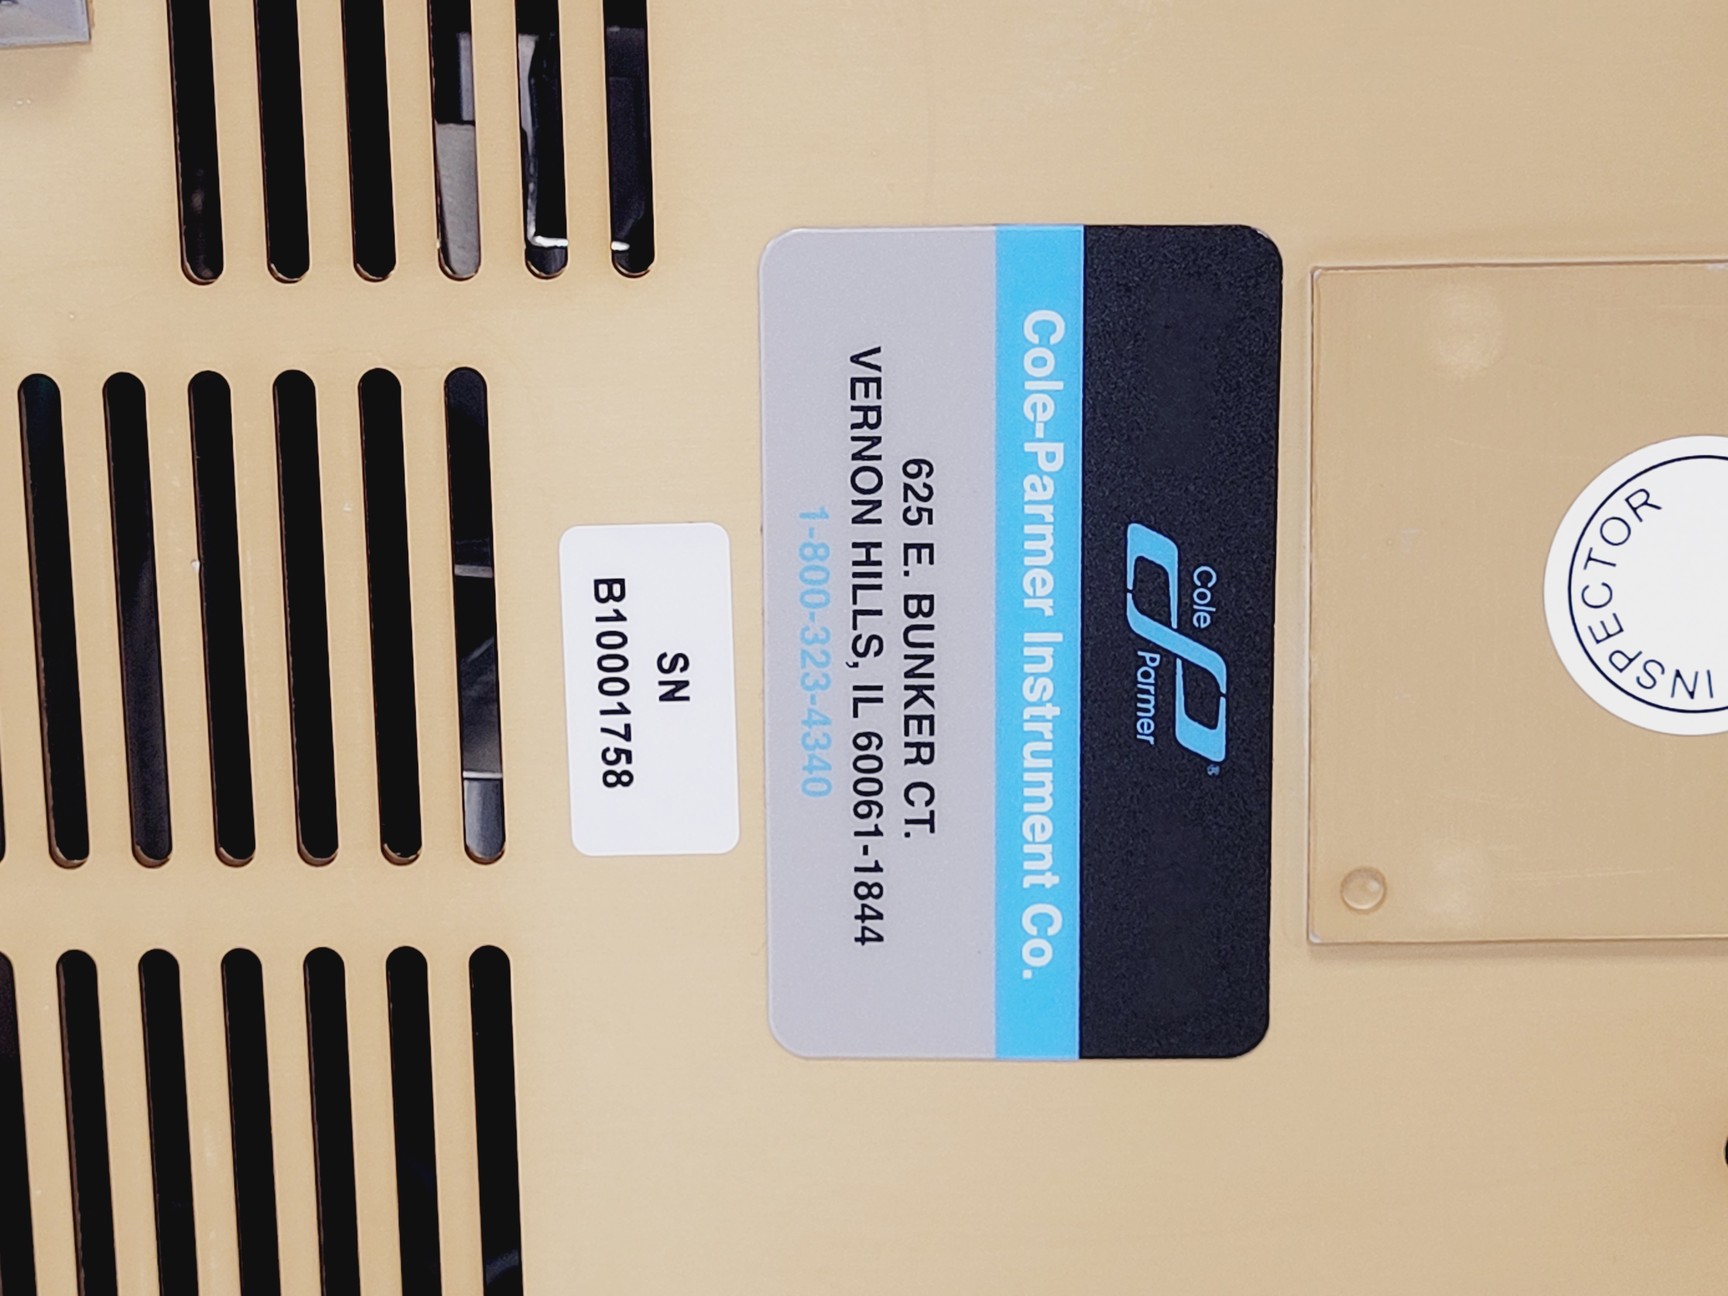 INSPECTOR
Cole
Parmer
®
Cole-Parmer Instrument Co.
625 E. BUNKER CT.
VERNON HILLS, IL 60061-1844
1-800-323-4340
SN
B10001758